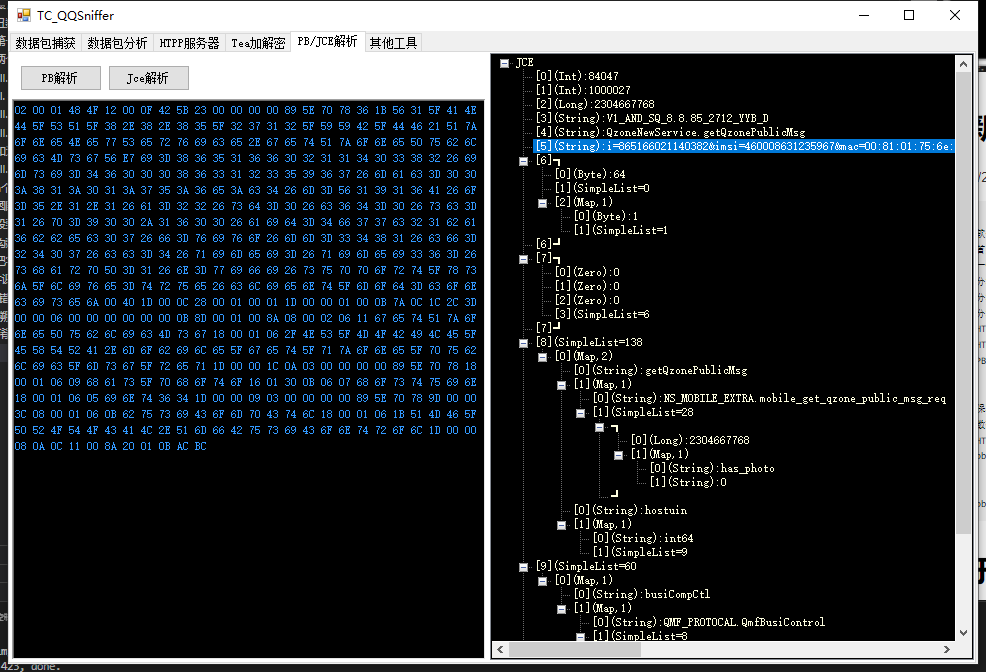 TC_QQSniffer
数据包捕获
数据包分析
HTPP服务器
Tea加解密
PB/JCE解析
其他工具
PB解析
Jce解析
02 00 01 48 4F 12 00 0F 42 5B 23 00 00 00 00 89 5E 70 78 36 1B 56 31 5F 41 4E
44 5F 53 51 5F 38 2E 38 2E 38 35 5F 32 37 31 32 5F 59 59 42 5F 44 46 21 51 7A
6F 6E 65 4E 65 77 53 65 72 76 69 63 65 2E 67 65 74 51 7A 6F 6E 65 50 75 62 6C
69 63 4D 73 67 56 E7 69 3D 38 36 35 31 36 36 30 32 31 31 34 30 33 38 32 26 69
6D 73 69 3D 34 36 30 30 30 38 36 33 31 32 33 35 39 36 37 26 6D 61 63 3D 30 30
3A 38 31 3A 30 31 3A 37 35 3A 36 65 3A 63 34 26 6D 3D 56 31 39 31 36 41 26 6F
3D 35 2E 31 2E 31 26 61 3D 32 32 26 73 64 3D 30 26 63 36 34 3D 30 26 73 63 3D
31 26 70 3D 39 30 30 2A 31 36 30 30 26 61 69 64 3D 34 66 37 37 63 32 31 62 61
36 62 62 65 63 30 37 26 66 3D 76 69 76 6F 26 6D 6D 3D 33 34 38 31 26 63 66 3D
32 34 30 37 26 63 63 3D 34 26 71 69 6D 65 69 3D 26 71 69 6D 65 69 33 36 3D 26
73 68 61 72 70 50 3D 31 26 6E 3D 77 69 66 69 26 73 75 70 70 6F 72 74 5F 78 73
6A 5F 6C 69 76 65 3D 74 72 75 65 26 63 6C 69 65 6E 74 5F 6D 6F 64 3D 63 6F 6E
63 69 73 65 6A 00 40 1D 00 0C 28 00 01 00 01 1D 00 00 01 00 0B 7A 0C 1C 2C 3D
00 00 06 00 00 00 00 00 00 0B 8D 00 01 00 8A 08 00 02 06 11 67 65 74 51 7A 6F
6E 65 50 75 62 6C 69 63 4D 73 67 18 00 01 06 2F 4E 53 5F 4D 4F 42 49 4C 45 5F
45 58 54 52 41 2E 6D 6F 62 69 6C 65 5F 67 65 74 5F 71 7A 6F 6E 65 5F 70 75 62
6C 69 63 5F 6D 73 67 5F 72 65 71 1D 00 00 1C 0A 03 00 00 00 00 89 5E 70 78 18
00 01 06 09 68 61 73 5F 70 68 6F 74 6F 16 01 30 0B 06 07 68 6F 73 74 75 69 6E
18 00 01 06 05 69 6E 74 36 34 1D 00 00 09 03 00 00 00 00 89 5E 70 78 9D 00 00
3C 08 00 01 06 0B 62 75 73 69 43 6F 6D 70 43 74 6C 18 00 01 06 1B 51 4D 46 5F
50 52 4F 54 4F 43 41 4C 2E 51 6D 66 42 75 73 69 43 6F 6E 74 72 6F 6C 1D 00 00
08 0A 0C 11 00 8A 20 01 0B AC BC
JCE
[0](Int):84047
[1](Int):1000027
[2](Long):2304667768
[3](String):V1_AND_SQ_8.8.85_2712_YYB_D
[4](String):QzoneNewService.getQzonePublicMsg
[5](String):i=865166021140382&imsi=460008631235967&mac=00:81:01:75:6e:
[6]┐
[0](Byte):64
[1](SimpleList=0
[2](Map,1)
[0](Byte):1
[1](SimpleList=1
[6]┘
[7]┐
[0](Zero):0
[1](Zero):0
[2](Zero):0
[3](SimpleList=6
[7]┘
[8](SimpleList=138
[0](Map,2)
[0](String):getQzonePublicMsg
[1](Map,1)
[0](String):NS_MOBILE_EXTRA.mobile_get_qzone_public_msg_req
[1](SimpleList=28
┐
[0](Long):2304667768
[1](Map,1)
[0](String):has_photo
[1](String):0
┘
[0](String):hostuin
[1](Map,1)
[0](String):int64
[1](SimpleList=9
[9](SimpleList=60
[0](Map,1)
[0](String):busiCompCtl
[1](Map,1)
[0](String):QMF_PROTOCAL.QmfBusiControl
[1](SimpleList=8
423, done.